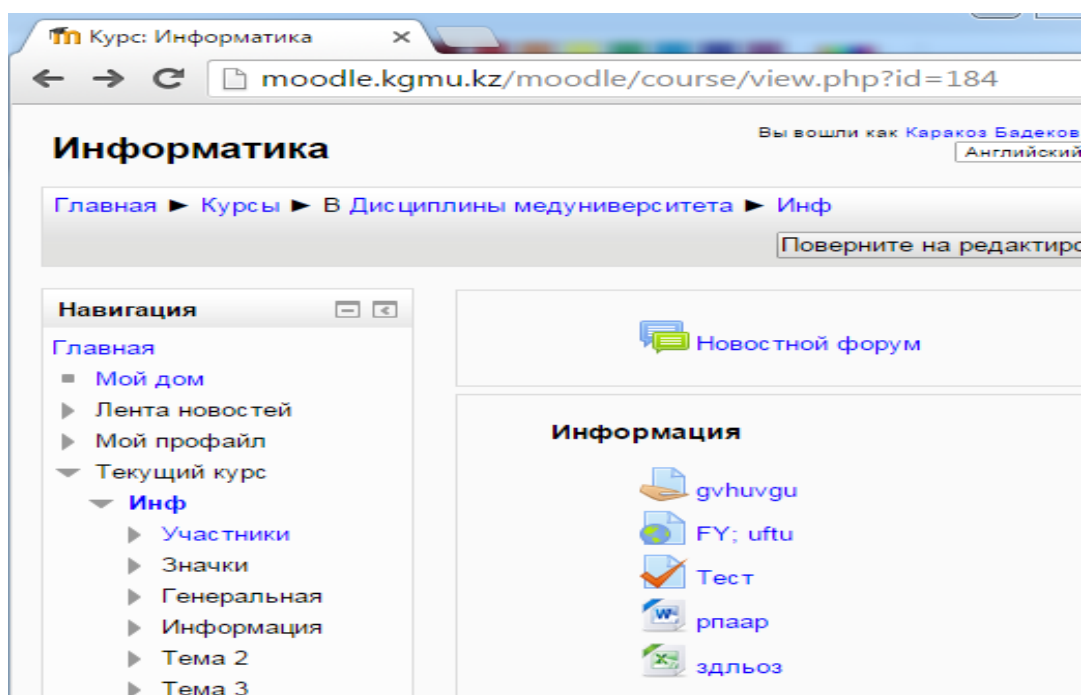 Курс: Информатика
moodle.kgmu.kz/moodle/course/view.php?id=184
Информатика
Вы вошли как Каракоз Бадеков
Английский
Главная ► Курсы ► В Дисциплины медуниверситета ► Инф
Поверните на редактиро
Навигация
Главная
Мой дом
Лента новостей
Мой профайл
Текущий курс
Инф
Участники
Значки
Генеральная
Информация
Тема 2
Тема 3
Новостной форум
Информация
gvhuvgu
FY; uftu
Тест
рпаар
здльоз